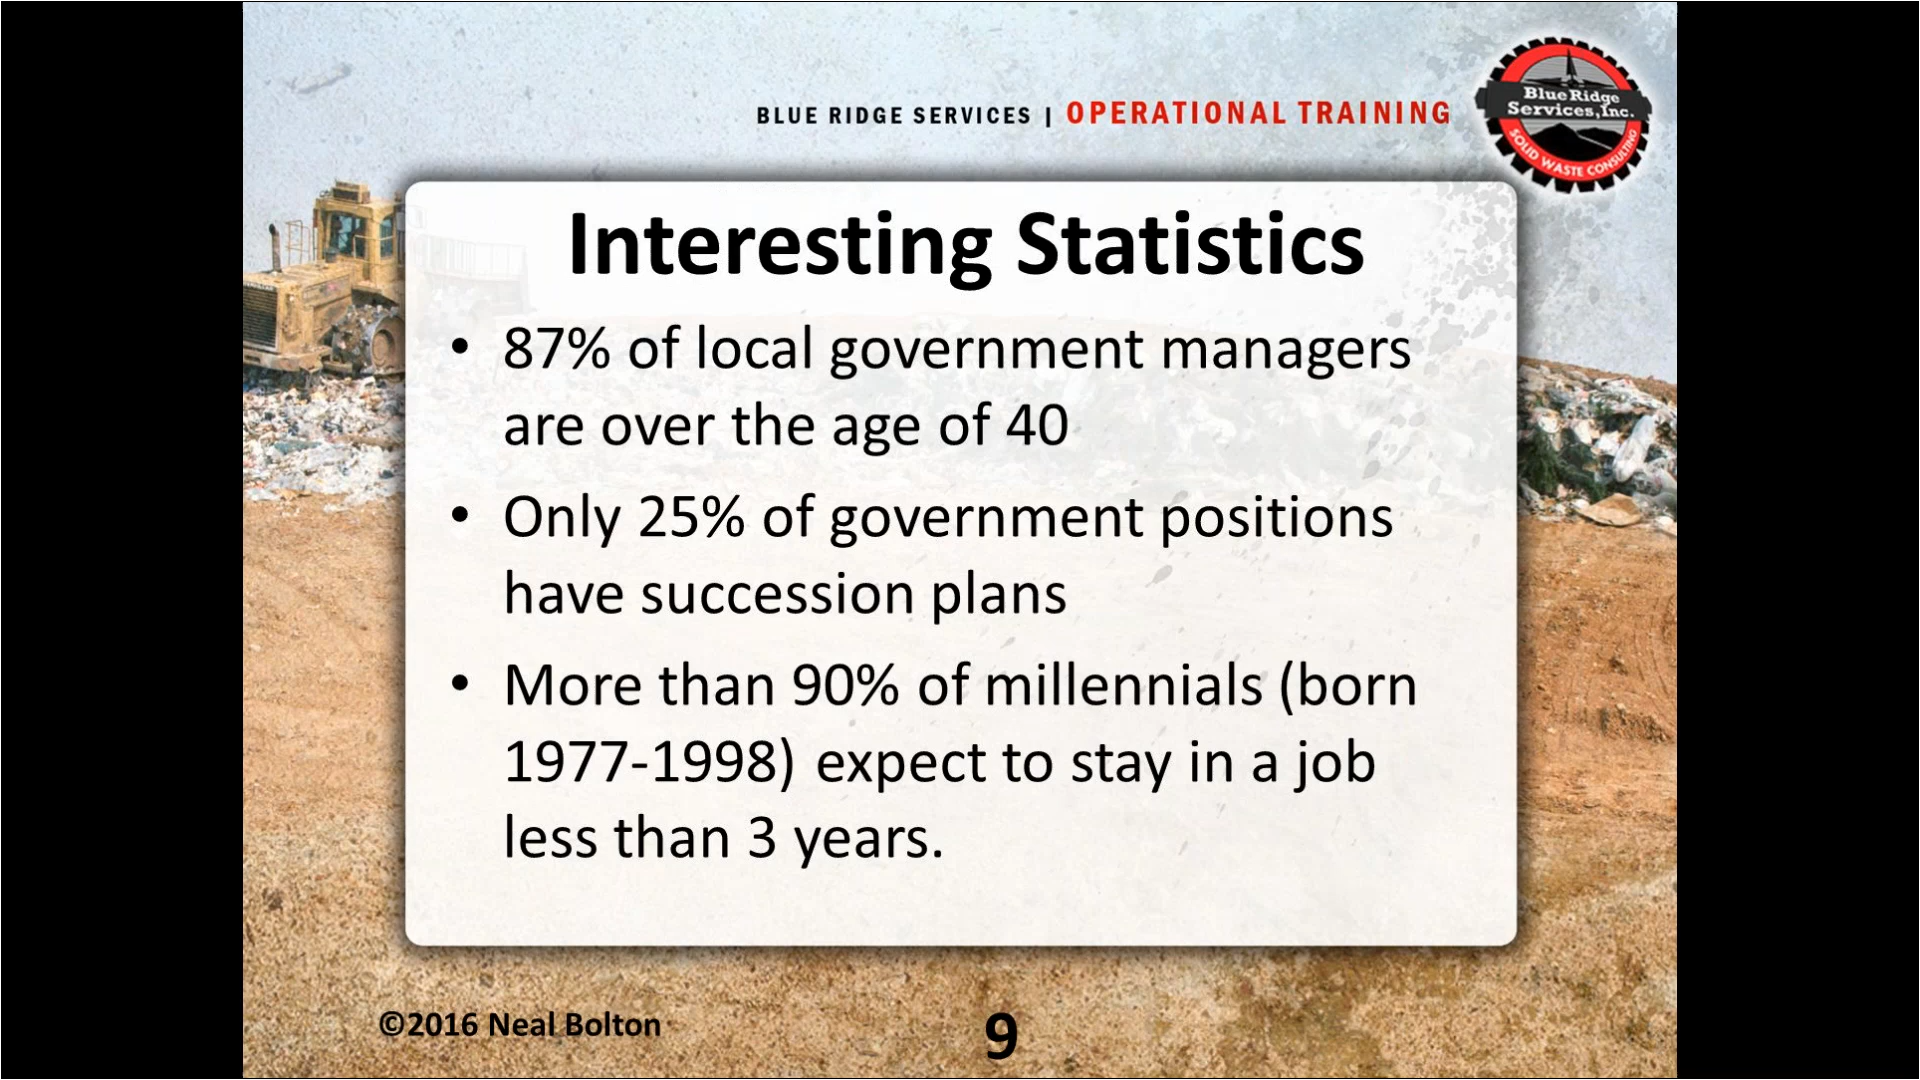 BLUE RIDGE SERVICES | OPERATIONAL TRAINING
Blue Ridge
Services, Inc.
SOLID WASTE CONSULTING
Interesting Statistics
• 87% of local government managers
are over the age of 40
• Only 25% of government positions
have succession plans
• More than 90% of millennials (born
1977-1998) expect to stay in a job
less than 3 years.
©2016 Neal Bolton
9